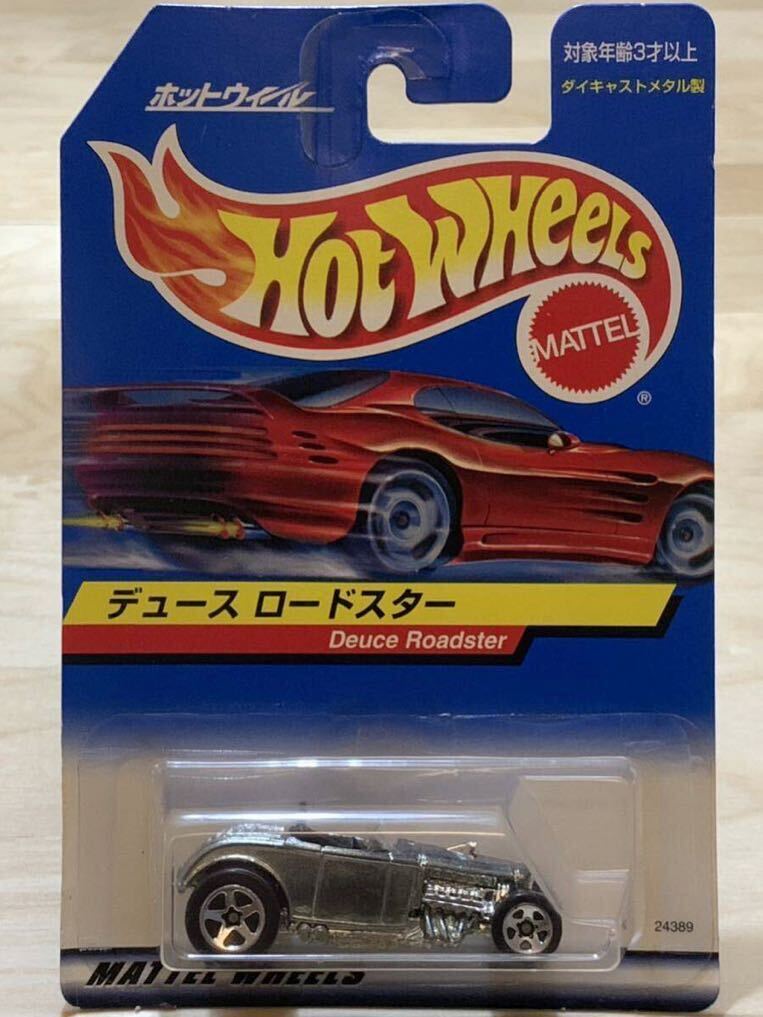 ホットウィール
対象年齢3才以上
ダイキャストメタル製
HOT WHEELS
MATTEL
®
デュース ロードスター
Deuce Roadster
24389
MATTEL WHEELS